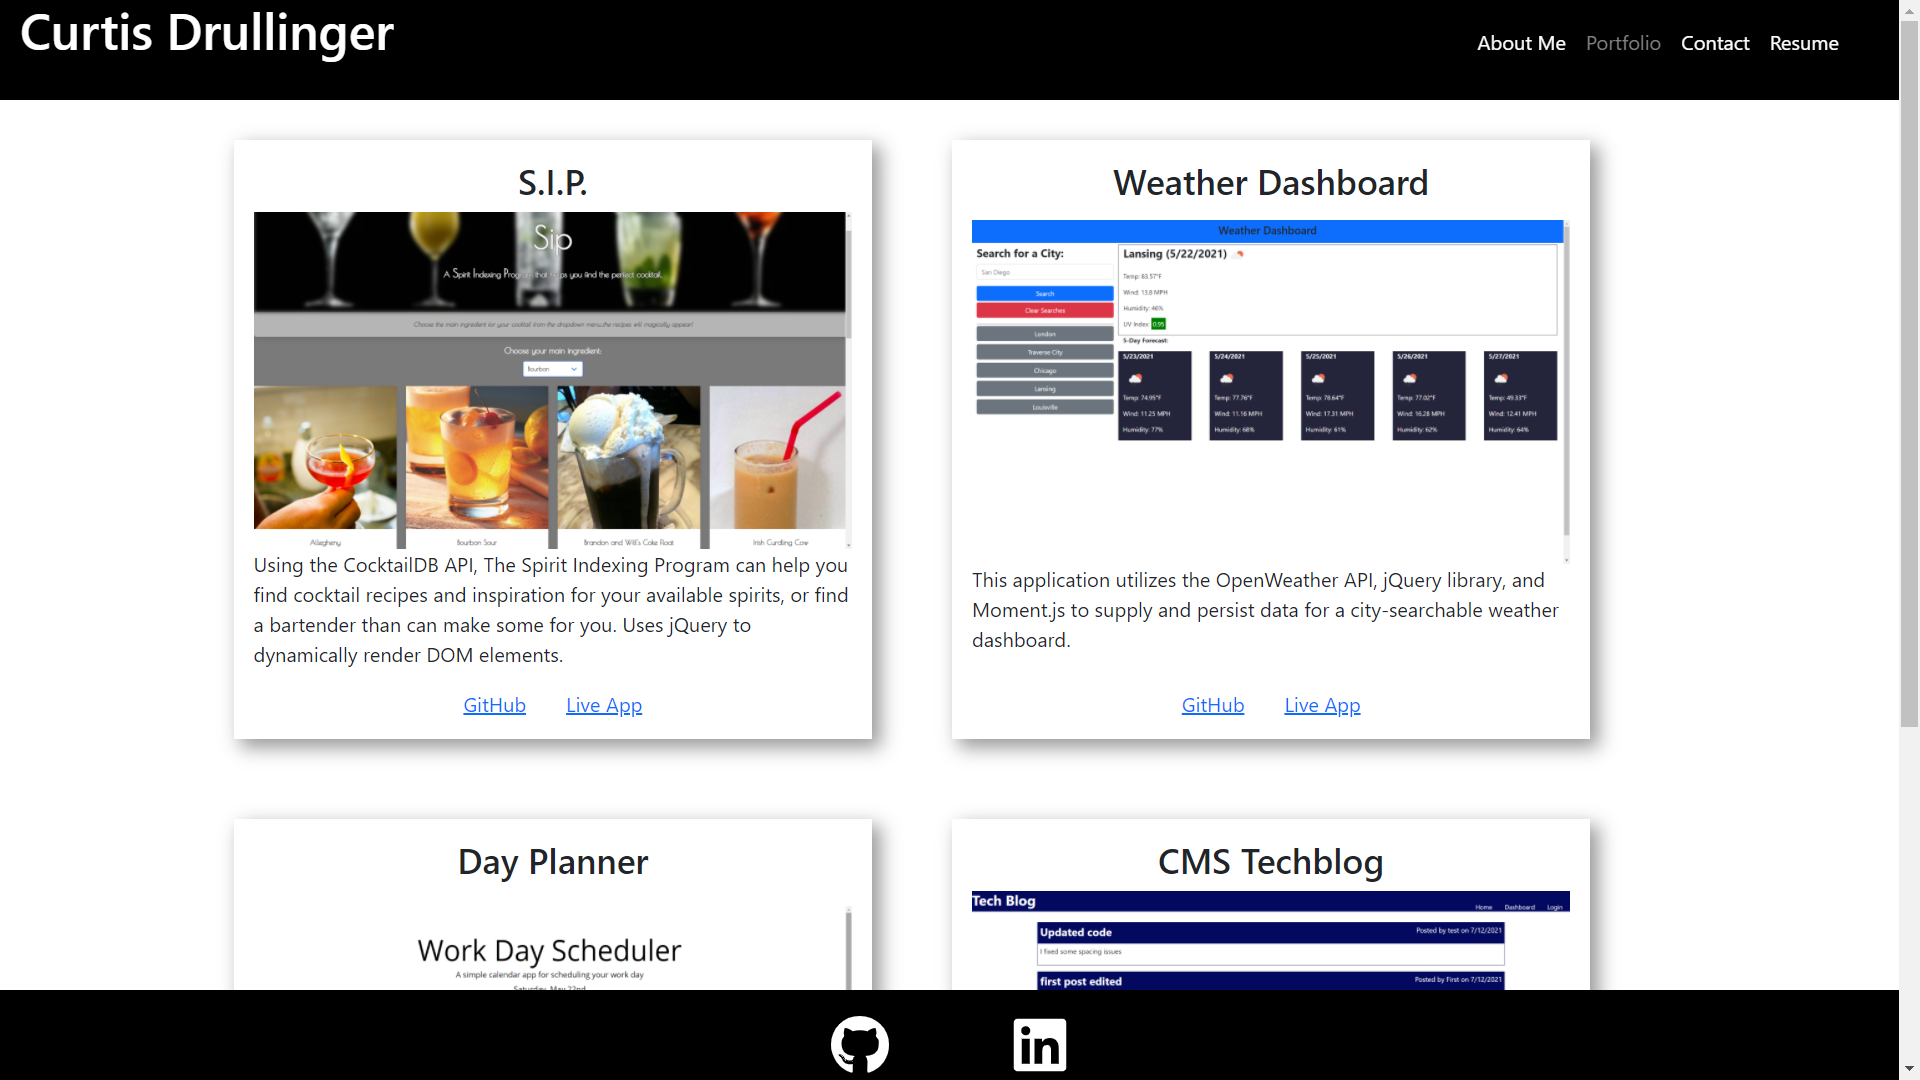 Curtis Drullinger
About Me Portfolio Contact Resume
S.I.P.
Sip
A Spirit Indexing Program that helps you find the perfect cocktail.
Choose the main ingredient for your cocktail from the dropdown menu...the recipes will magically appear!
Choose your main ingredient:
Bourbon
Allegheny
Bourbon Sour
Brandon and Will's Coke Float
Irish Curdling Cow
Using the CocktailDB API, The Spirit Indexing Program can help you
find cocktail recipes and inspiration for your available spirits, or find
a bartender than can make some for you. Uses jQuery to
dynamically render DOM elements.
GitHub Live App
Weather Dashboard
Weather Dashboard
Search for a City:
San Diego
Search
Clear Searches
London
Traverse City
Chicago
Lansing
Louisville
Lansing (5/22/2021)
Temp: 83.57°F
Wind: 13.8 MPH
Humidity: 46%
UV Index: 0.95
5-Day Forecast:
5/23/2021
Temp: 74.95°F
Wind: 11.25 MPH
Humidity: 77%
5/24/2021
Temp: 77.76°F
Wind: 11.16 MPH
Humidity: 68%
5/25/2021
Temp: 78.64°F
Wind: 17.31 MPH
Humidity: 61%
5/26/2021
Temp: 77.02°F
Wind: 16.28 MPH
Humidity: 62%
5/27/2021
Temp: 49.33°F
Wind: 12.41 MPH
Humidity: 64%
This application utilizes the OpenWeather API, jQuery library, and
Moment.js to supply and persist data for a city-searchable weather
dashboard.
GitHub Live App
Day Planner
Work Day Scheduler
A simple calendar app for scheduling your work day
Saturday, May 22nd
CMS Techblog
Tech Blog
Home Dashboard Login
Updated code Posted by test on 7/12/2021
I fixed some spacing issues
first post edited Posted by First on 7/12/2021
in